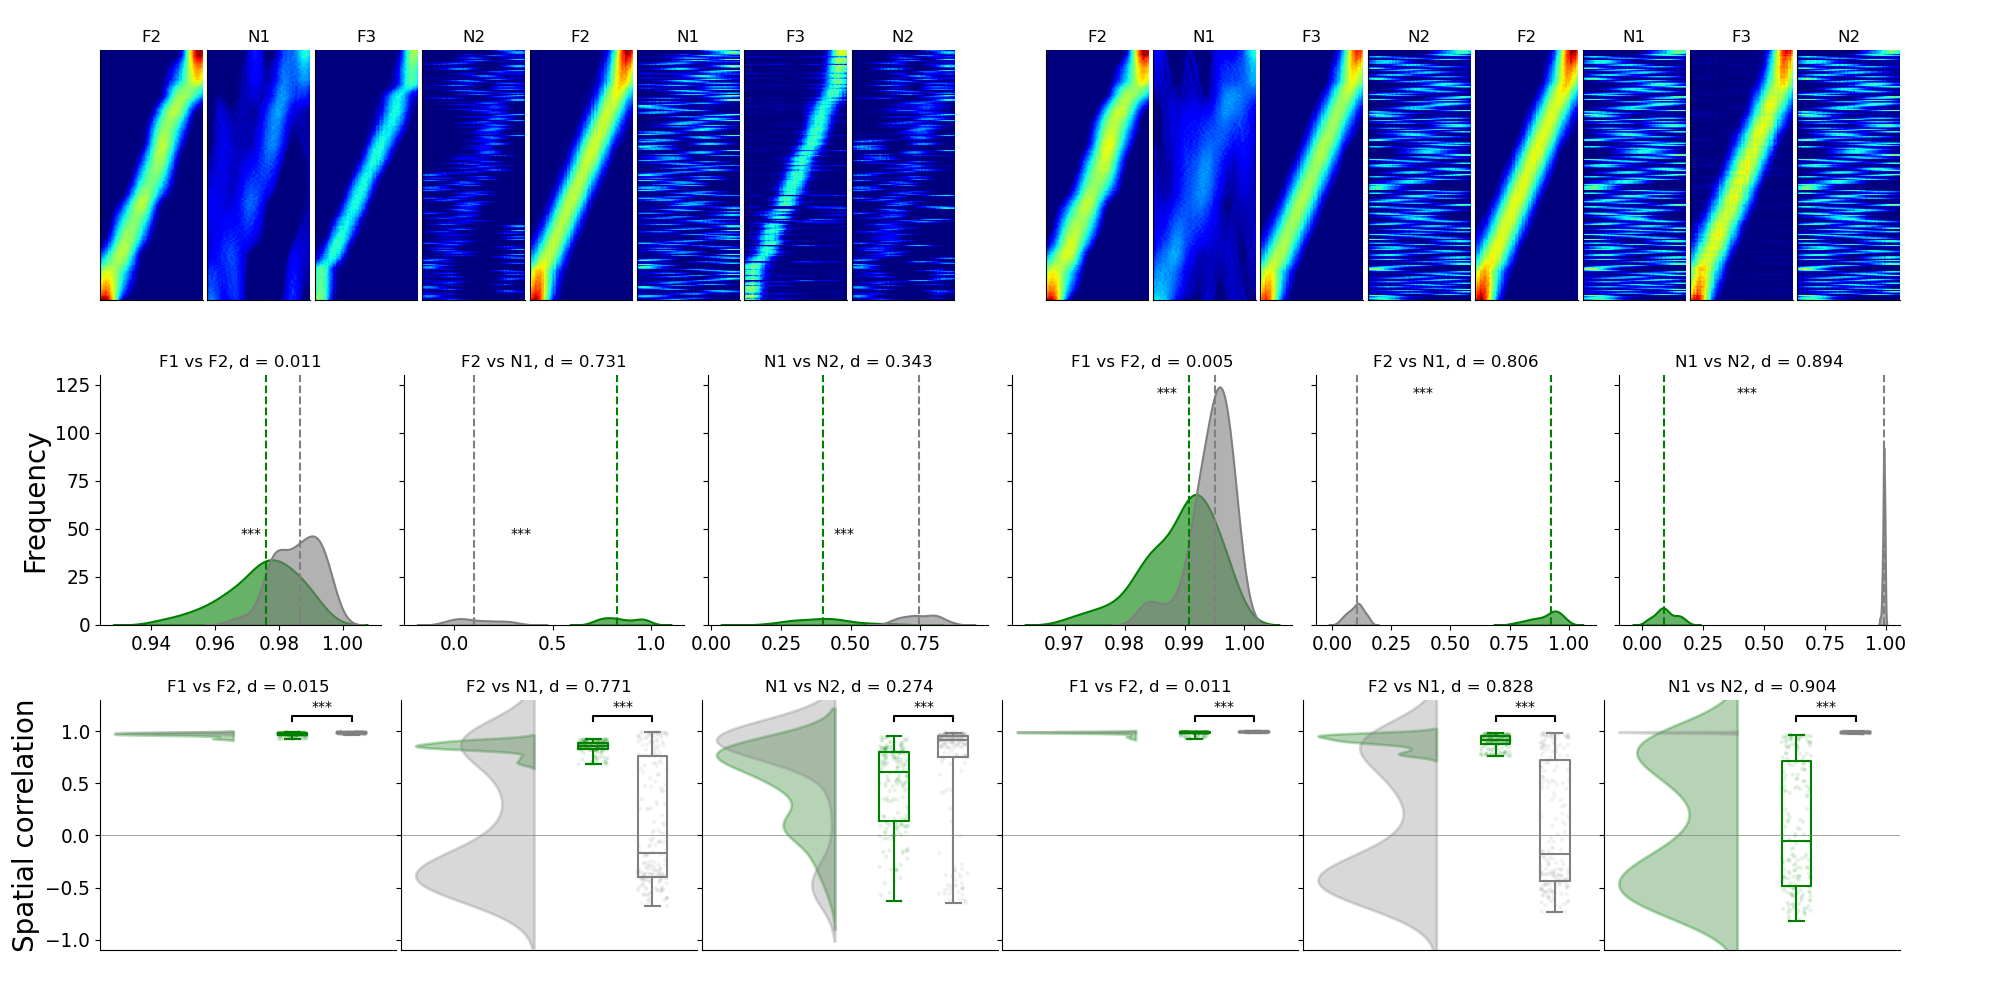 F2 N1 F3 N2 F2 N1 F3 N2 F2 N1 F3 N2 F2 N1 F3 N2
F1 vs F2, d = 0.011
F2 vs N1, d = 0.731
N1 vs N2, d = 0.343
F1 vs F2, d = 0.005
F2 vs N1, d = 0.806
N1 vs N2, d = 0.894
Frequency
125
100
75
50
25
0
*** *** *** *** *** ***
0.94 0.96 0.98 1.00
0.0 0.5 1.0
0.00 0.25 0.50 0.75
0.97 0.98 0.99 1.00
0.00 0.25 0.50 0.75 1.00
0.00 0.25 0.50 0.75 1.00
F1 vs F2, d = 0.015
F2 vs N1, d = 0.771
N1 vs N2, d = 0.274
F1 vs F2, d = 0.011
F2 vs N1, d = 0.828
N1 vs N2, d = 0.904
*** *** *** *** *** ***
Spatial correlation
1.0
0.5
0.0
−0.5
−1.0